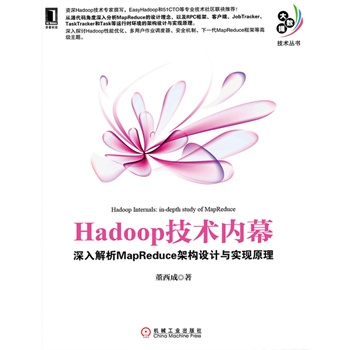 资深Hadoop技术专家撰写，EasyHadoop和51CTO等专业技术社区联袂推荐！
从源代码角度深入分析MapReduce的设计理念，以及RPC框架、客户端、JobTracker、
TaskTracker和Task等运行时环境的架构设计与实现原理。
深入探讨Hadoop性能优化、多用户作业调度器、安全机制、下一代MapReduce框架等高
级主题。
大数据
技术丛书
Hadoop Internals: in-depth study of MapReduce
Hadoop技术内幕
深入解析MapReduce架构设计与实现原理
董西成◎著
机械工业出版社
China Machine Press